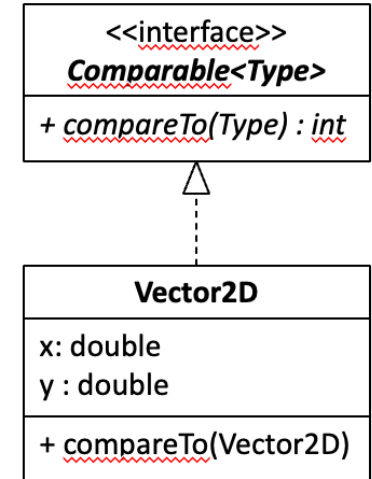 <<interface>>
Comparable<Type>
+ compareTo(Type) : int
Vector2D
x: double
y : double
+ compareTo(Vector2D)